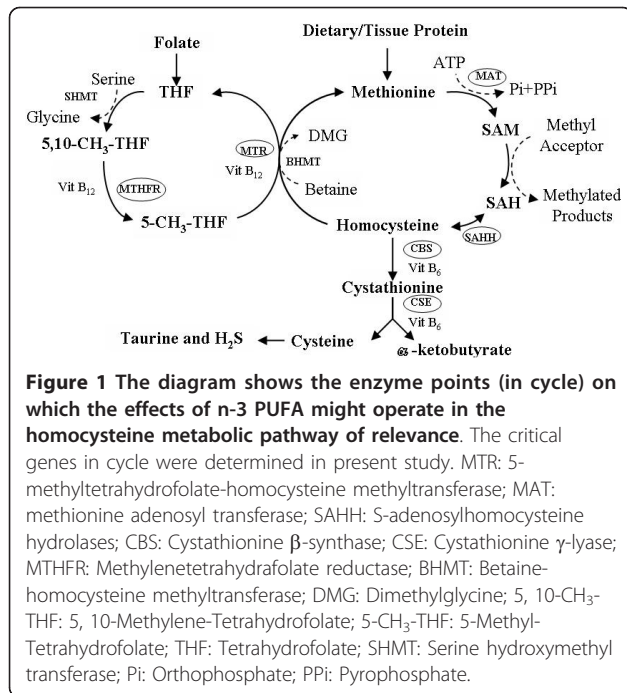 Dietary/Tissue Protein
Folate
ATP
MAT
Serine
SHMT
THF
Methionine
Pi+PPi
Glycine
DMG
SAM
Methyl
Acceptor
5,10-CH₃-THF
MTR
BHMT
Vit B₁₂
MTHFR
Vit B₁₂
Betaine
SAH
Methylated
Products
5-CH₃-THF
Homocysteine
SAHH
CBS
Vit B₆
Cystathionine
CSE
Vit B₆
Taurine and H₂S
Cysteine
α-ketobutyrate
Figure 1 The diagram shows the enzyme points (in cycle) on
which the effects of n-3 PUFA might operate in the
homocysteine metabolic pathway of relevance. The critical
genes in cycle were determined in present study. MTR: 5-
methyltetrahydrofolate-homocysteine methyltransferase; MAT:
methionine adenosyl transferase; SAHH: S-adenosylhomocysteine
hydrolases; CBS: Cystathionine β-synthase; CSE: Cystathionine γ-lyase;
MTHFR: Methylenetetrahydrafolate reductase; BHMT: Betaine-
homocysteine methyltransferase; DMG: Dimethylglycine; 5, 10-CH₃-
THF: 5, 10-Methylene-Tetrahydrofolate; 5-CH₃-THF: 5-Methyl-
Tetrahydrofolate; THF: Tetrahydrofolate; SHMT: Serine hydroxymethyl
transferase; Pi: Orthophosphate; PPi: Pyrophosphate.